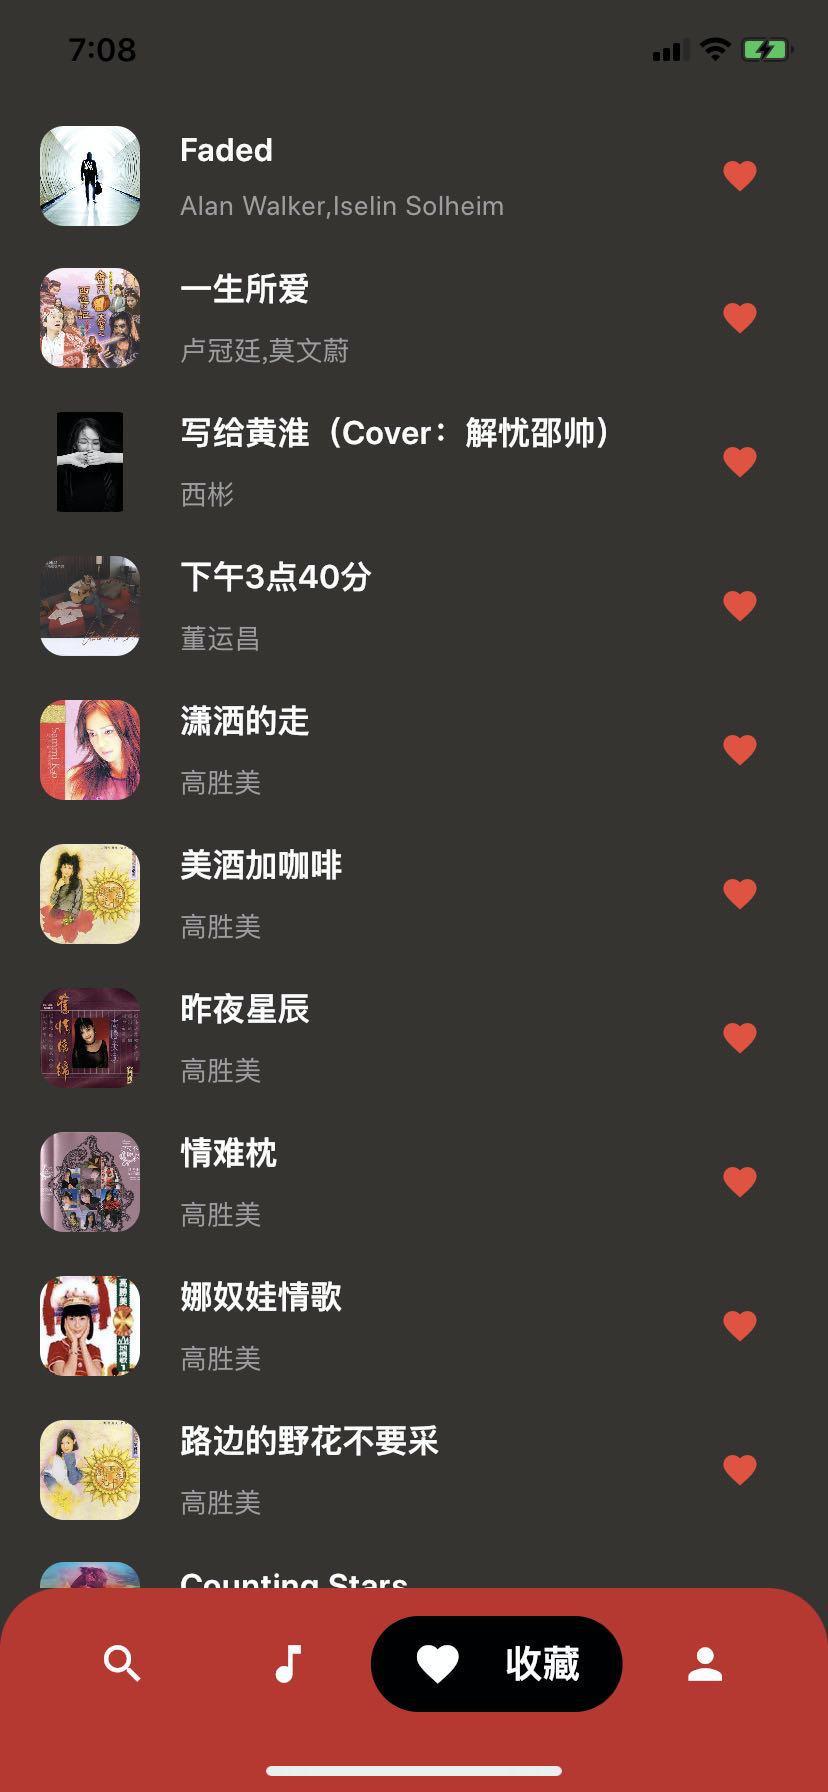 7:08
Faded
Alan Walker,Iselin Solheim
一生所爱
卢冠廷,莫文蔚
写给黄淮（Cover：解忧邵帅）
西彬
下午3点40分
董运昌
潇洒的走
高胜美
美酒加咖啡
高胜美
昨夜星辰
高胜美
情难枕
高胜美
娜奴娃情歌
高胜美
路边的野花不要采
高胜美
Counting Stars
收藏